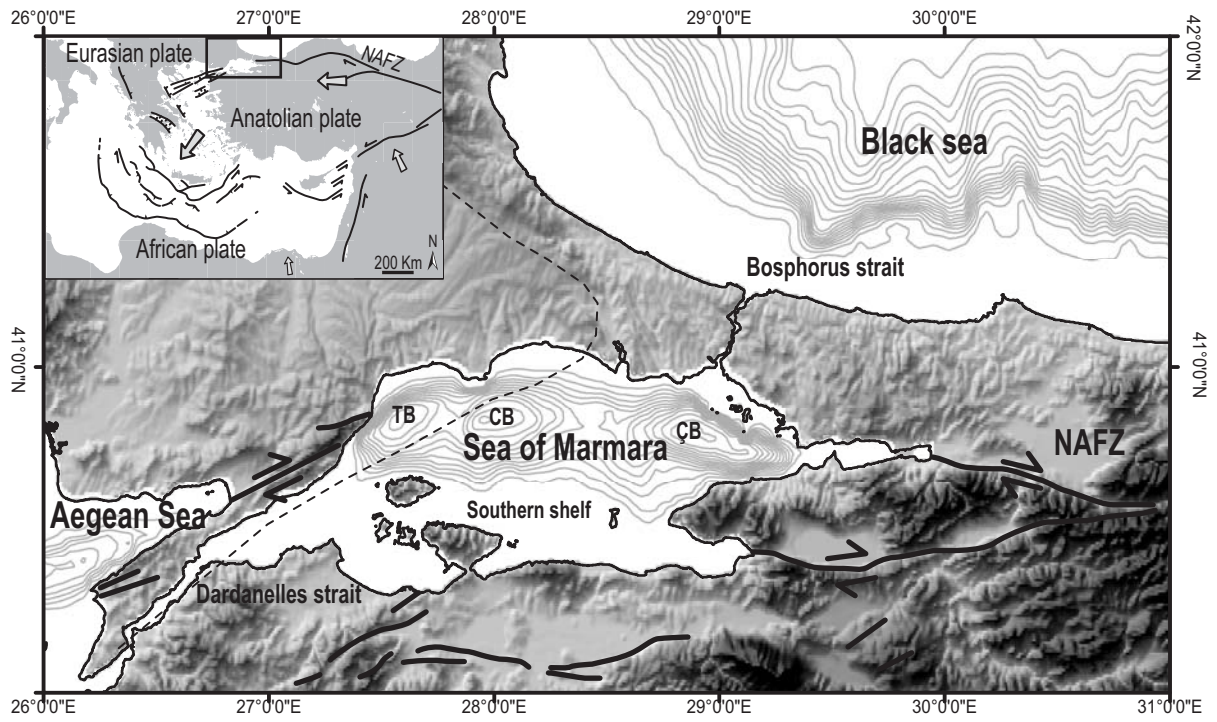 26°0'0"E 27°0'0"E 28°0'0"E 29°0'0"E 30°0'0"E
42°0'0"N
Eurasian plate
NAFZ
Anatolian plate
African plate
N
200 Km
Black sea
Bosphorus strait
41°0'0"N
41°0'0"N
TB
CB
ÇB
Sea of Marmara
NAFZ
Aegean Sea
Southern shelf
Dardanelles strait
26°0'0"E 27°0'0"E 28°0'0"E 29°0'0"E 30°0'0"E 31°0'0"E